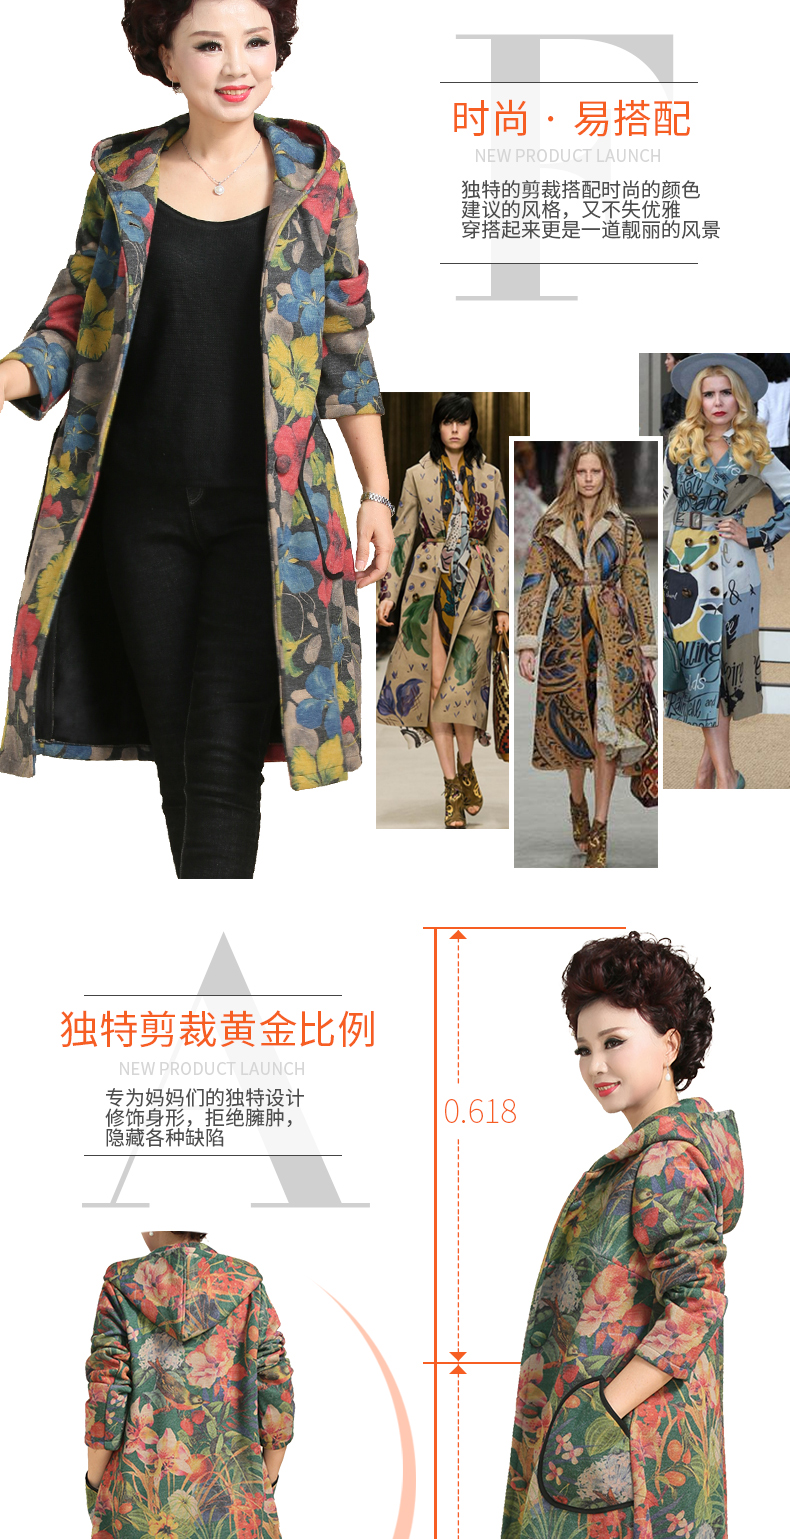 F
时尚 · 易搭配
NEW PRODUCT LAUNCH
独特的剪裁搭配时尚的颜色
建议的风格，又不失优雅
穿搭起来更是一道靓丽的风景
A
独特剪裁黄金比例
NEW PRODUCT LAUNCH
专为妈妈们的独特设计
修饰身形，拒绝臃肿，
隐藏各种缺陷
0.618